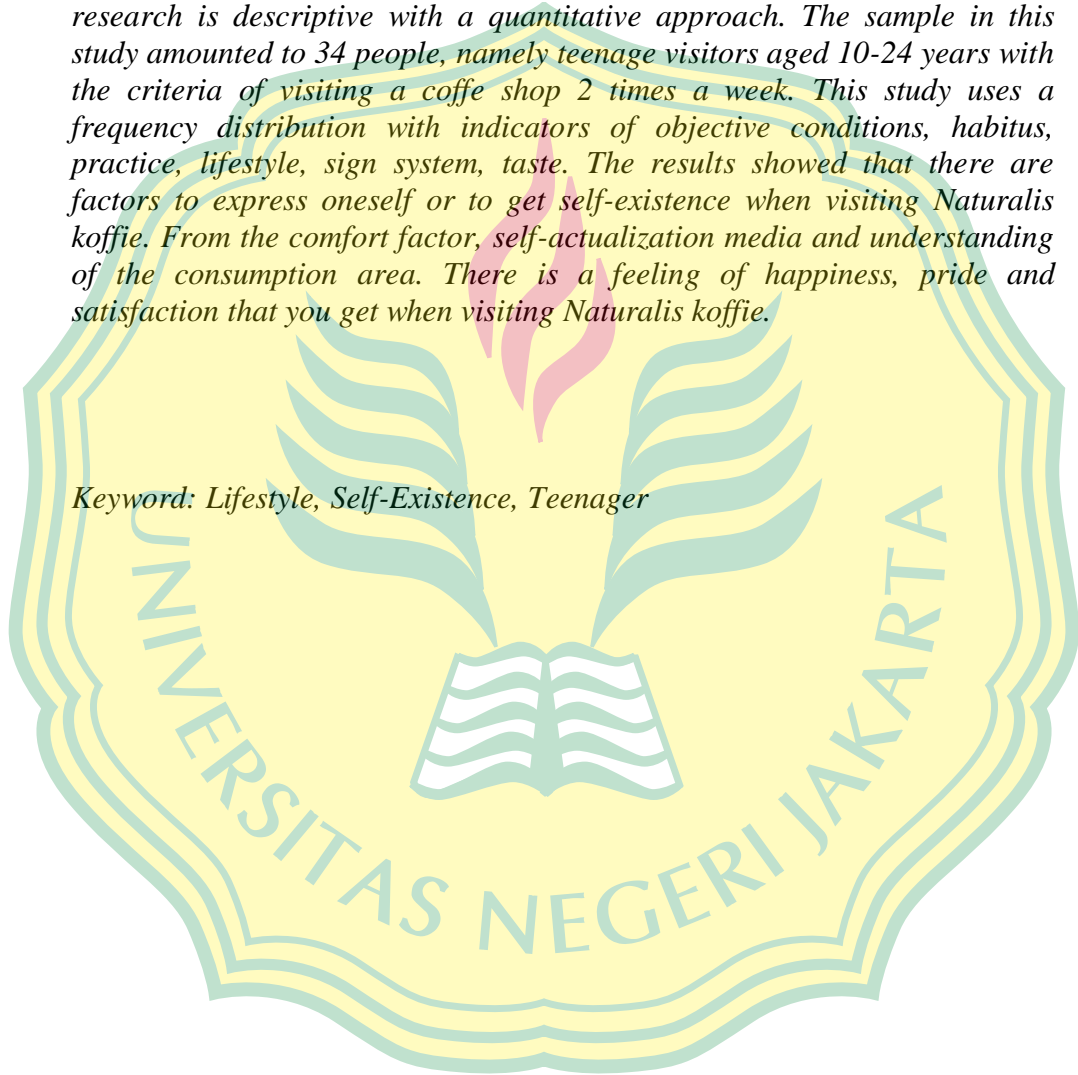 research is descriptive with a quantitative approach. The sample in this
study amounted to 34 people, namely teenage visitors aged 10-24 years with
the criteria of visiting a coffe shop 2 times a week. This study uses a
frequency distribution with indicators of objective conditions, habitus,
practice, lifestyle, sign system, taste. The results showed that there are
factors to express oneself or to get self-existence when visiting Naturalis
koffie. From the comfort factor, self-actualization media and understanding
of the consumption area. There is a feeling of happiness, pride and
satisfaction that you get when visiting Naturalis koffie.
Keyword: Lifestyle, Self-Existence, Teenager
UNIVERSITAS NEGERI JAKARTA